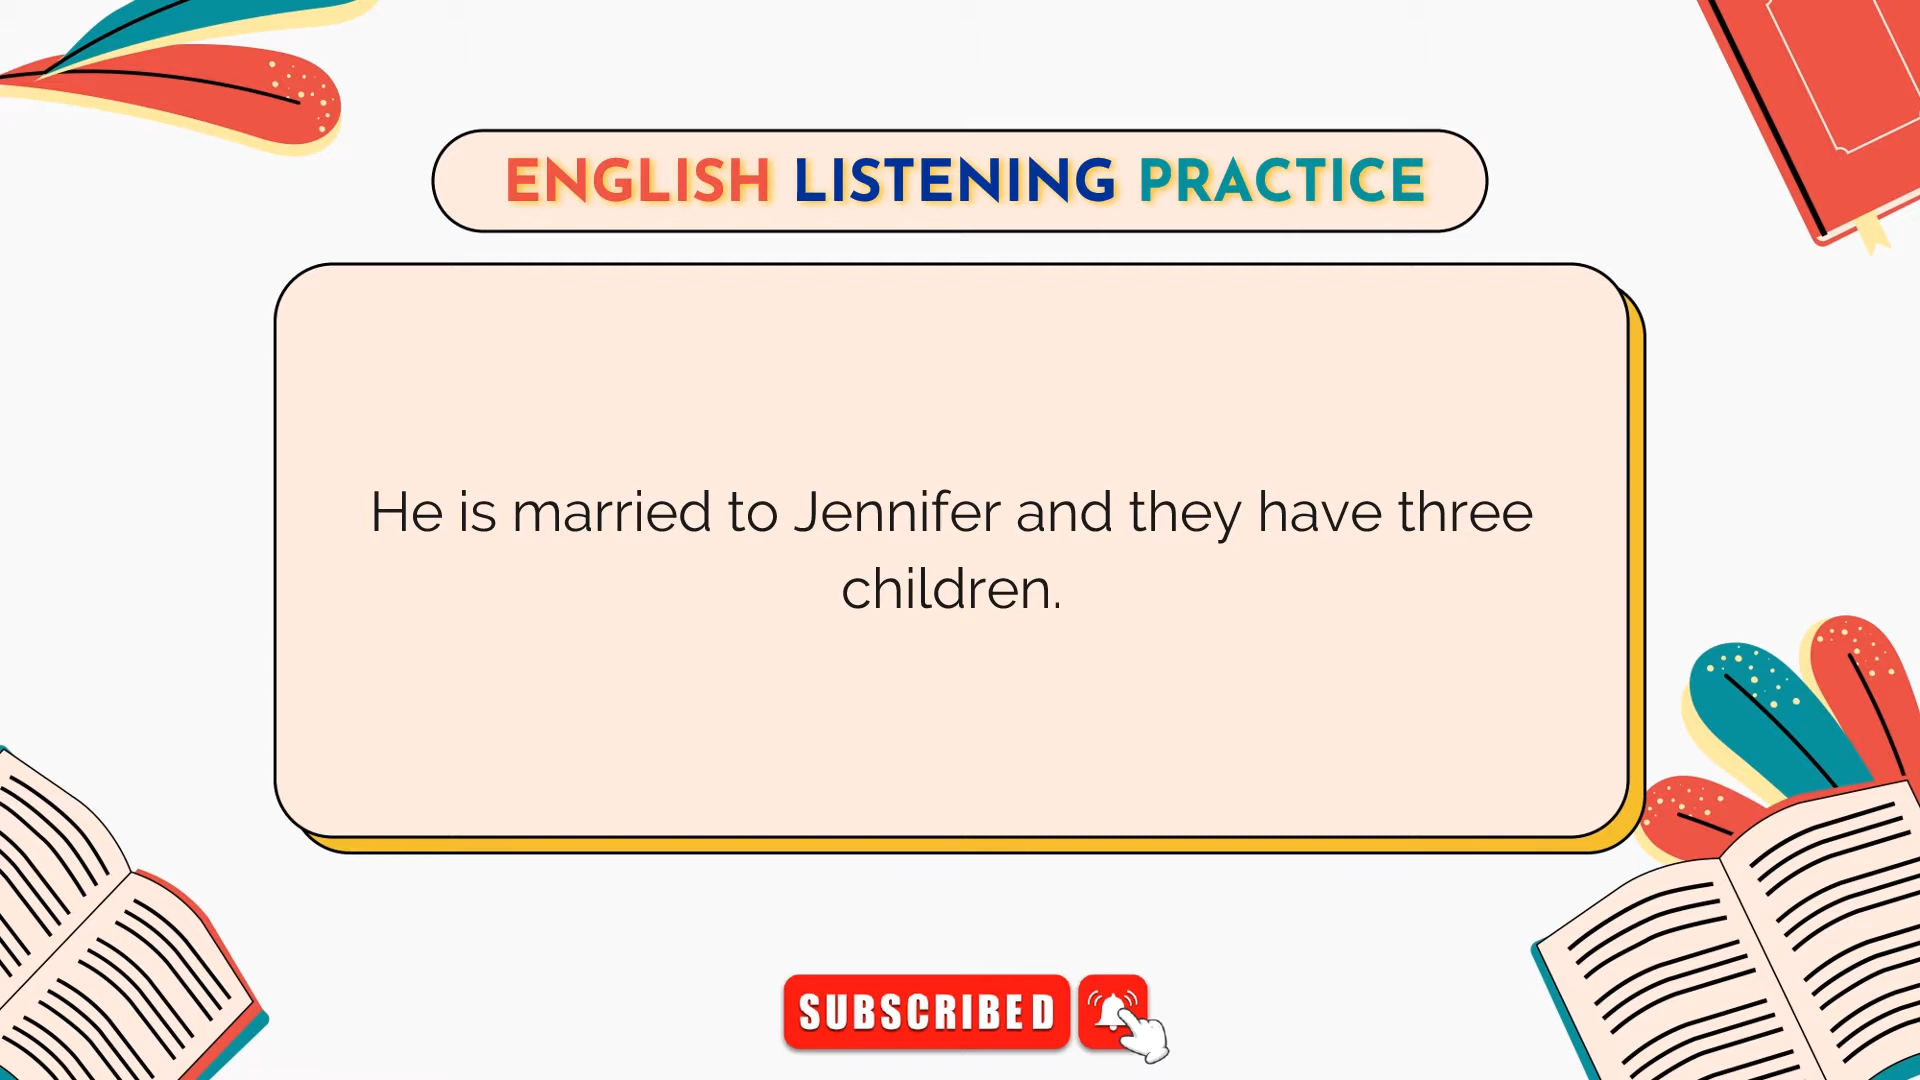 ENGLISH LISTENING PRACTICE
He is married to Jennifer and they have three
children.
SUBSCRIBED